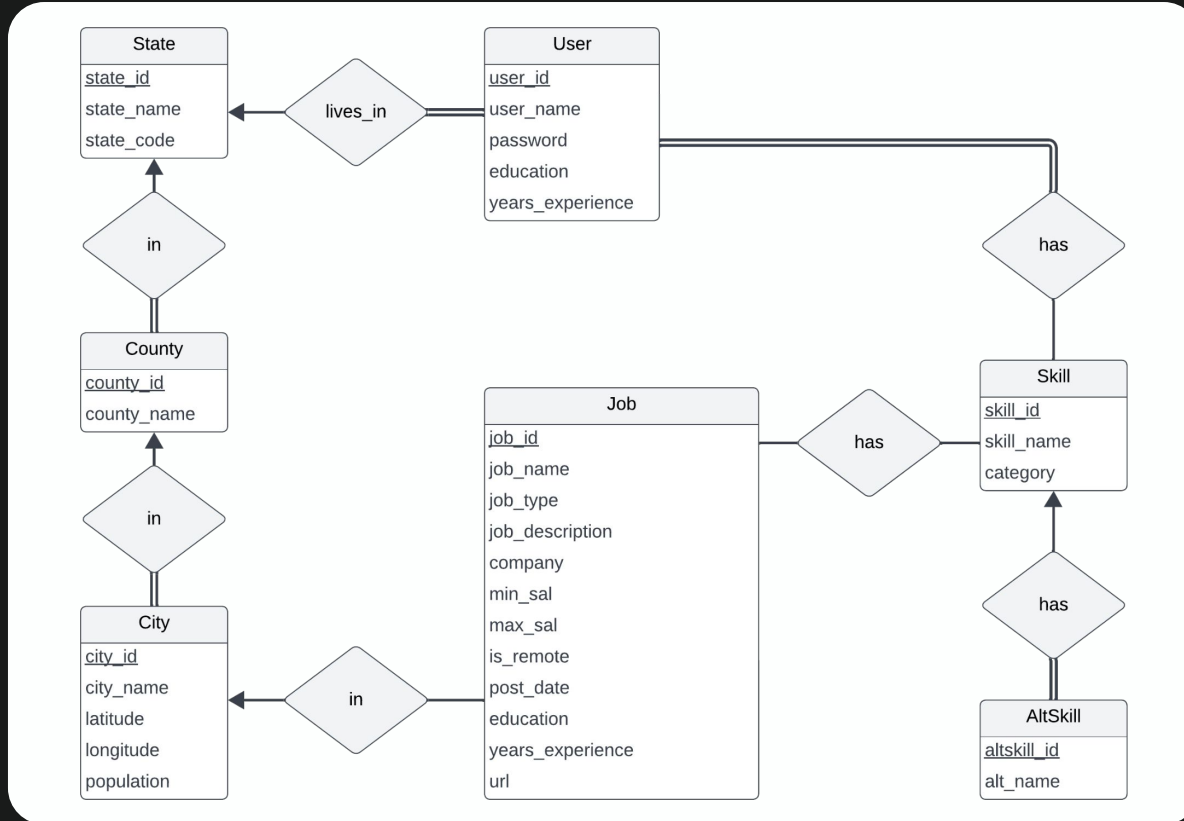 State
state_id
state_name
state_code
lives_in
User
user_id
user_name
password
education
years_experience
in
has
County
county_id
county_name
in
Job
job_id
job_name
job_type
job_description
company
min_sal
max_sal
is_remote
post_date
education
years_experience
url
has
Skill
skill_id
skill_name
category
City
city_id
city_name
latitude
longitude
population
in
has
AltSkill
altskill_id
alt_name